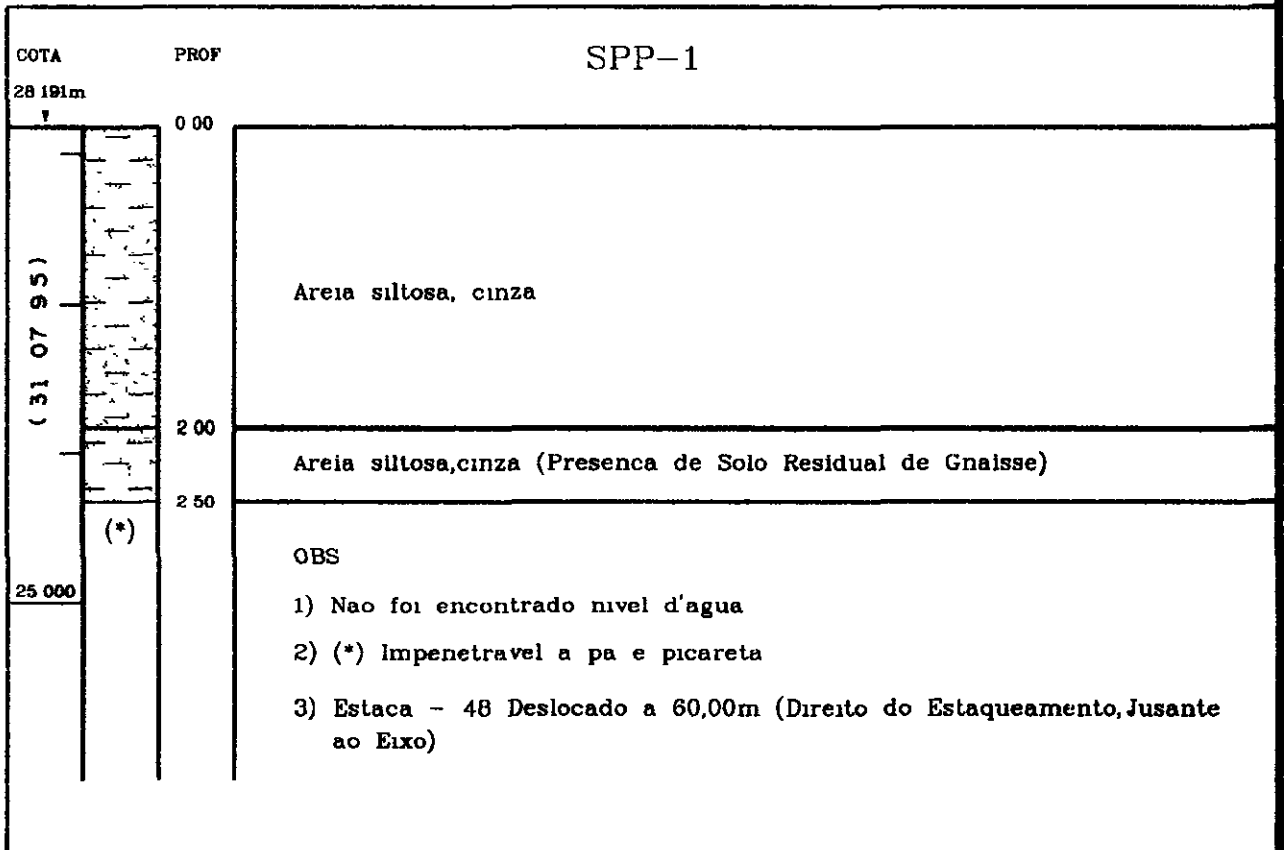 COTA PROF SPP-1
28 191m
0 00
(31 07 95)
Areia siltosa, cinza
2 00
Areia siltosa,cinza (Presenca de Solo Residual de Gnaisse)
2 50
(*)
OBS
25 000
1) Nao foi encontrado nivel d'agua
2) (*) Impenetravel a pa e picareta
3) Estaca - 48 Deslocado a 60,00m (Direito do Estaqueamento, Jusante
ao Eixo)